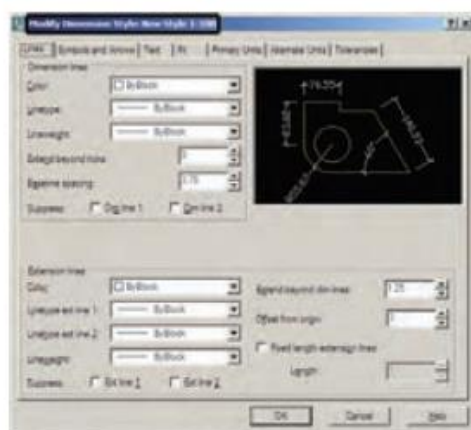 Modify Dimension Style: New Style 1-100
Lines Symbols and Arrows Text Fit Primary Units Alternate Units Tolerances
Dimension lines
Color: ByBlock
Linetype: ByBlock
Lineweight: ByBlock
Extend beyond ticks:
Baseline spacing: 3.75
Suppress: Dim line 1 Dim line 2
Extension lines
Color: ByBlock
Linetype ext line 1: ByBlock
Linetype ext line 2: ByBlock
Lineweight: ByBlock
Suppress: Ext line 1 Ext line 2
Extend beyond dim lines: 1.25
Offset from origin:
Fixed length extension lines
Length:
OK Cancel Help